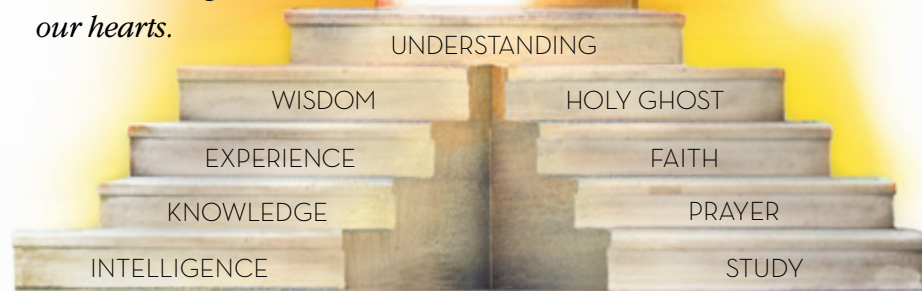 our hearts.
UNDERSTANDING
WISDOM HOLY GHOST
EXPERIENCE FAITH
KNOWLEDGE PRAYER
INTELLIGENCE STUDY